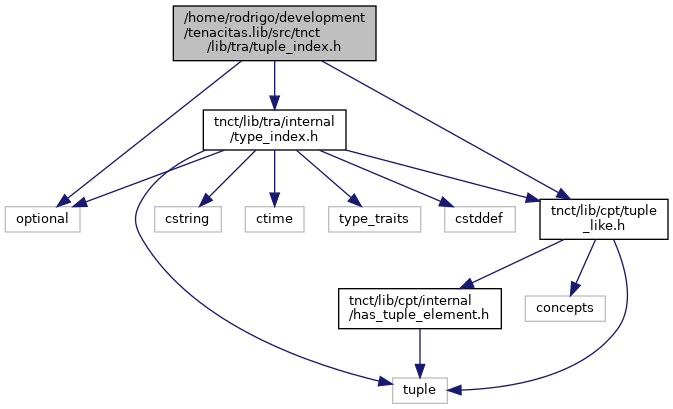 /home/rodrigo/development
/tenacitas.lib/src/tnct
/lib/tra/tuple_index.h
tnct/lib/tra/internal
/type_index.h
optional
cstring
ctime
type_traits
cstddef
tnct/lib/cpt/tuple
_like.h
tnct/lib/cpt/internal
/has_tuple_element.h
concepts
tuple